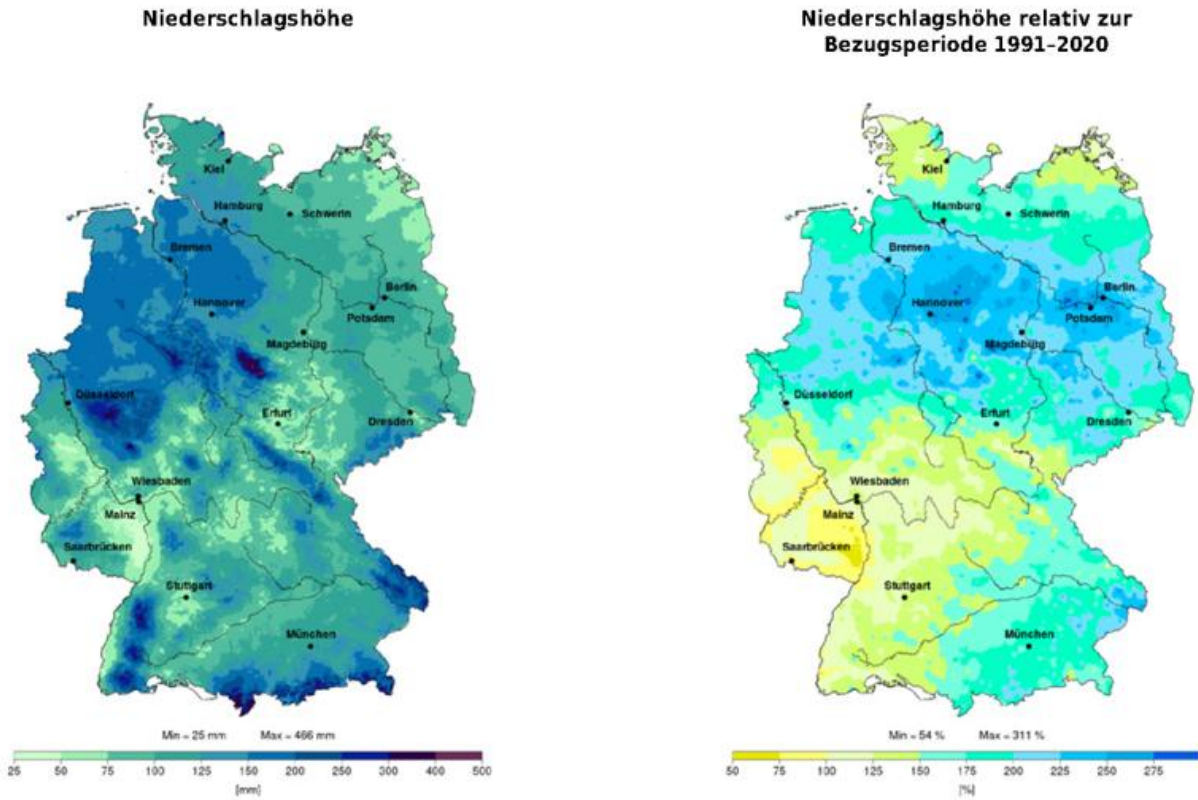 Niederschlagshöhe
Niederschlagshöhe relativ zur
Bezugsperiode 1991–2020
Kiel
Hamburg
Schwerin
Bremen
Berlin
Hannover
Potsdam
Magdeburg
Düsseldorf
Erfurt
Dresden
Wiesbaden
Mainz
Saarbrücken
Stuttgart
München
Min = 25 mm Max = 466 mm
25 50 75 100 125 150 200 250 300 400 500
[mm]
Kiel
Hamburg
Schwerin
Bremen
Berlin
Hannover
Potsdam
Magdeburg
Düsseldorf
Erfurt
Dresden
Wiesbaden
Mainz
Saarbrücken
Stuttgart
München
Min = 54 % Max = 311 %
50 75 100 125 150 175 200 225 250 275 300
[%]